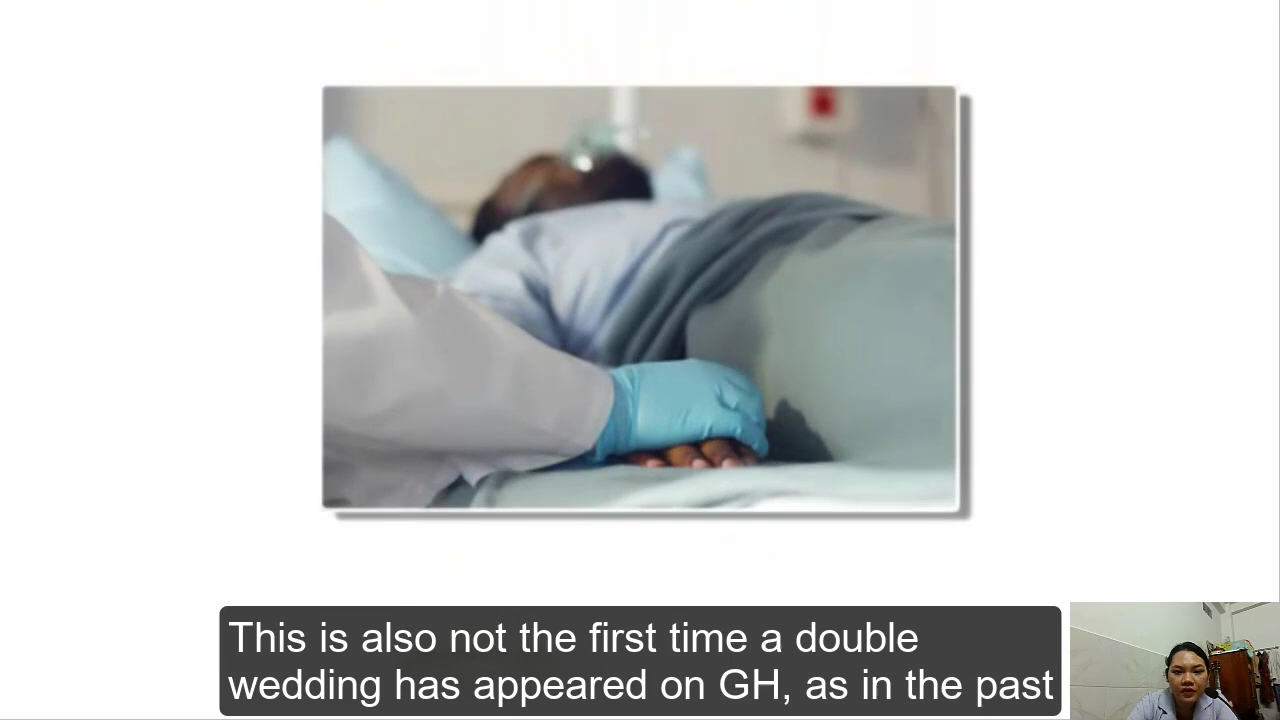 This is also not the first time a double
wedding has appeared on GH, as in the past